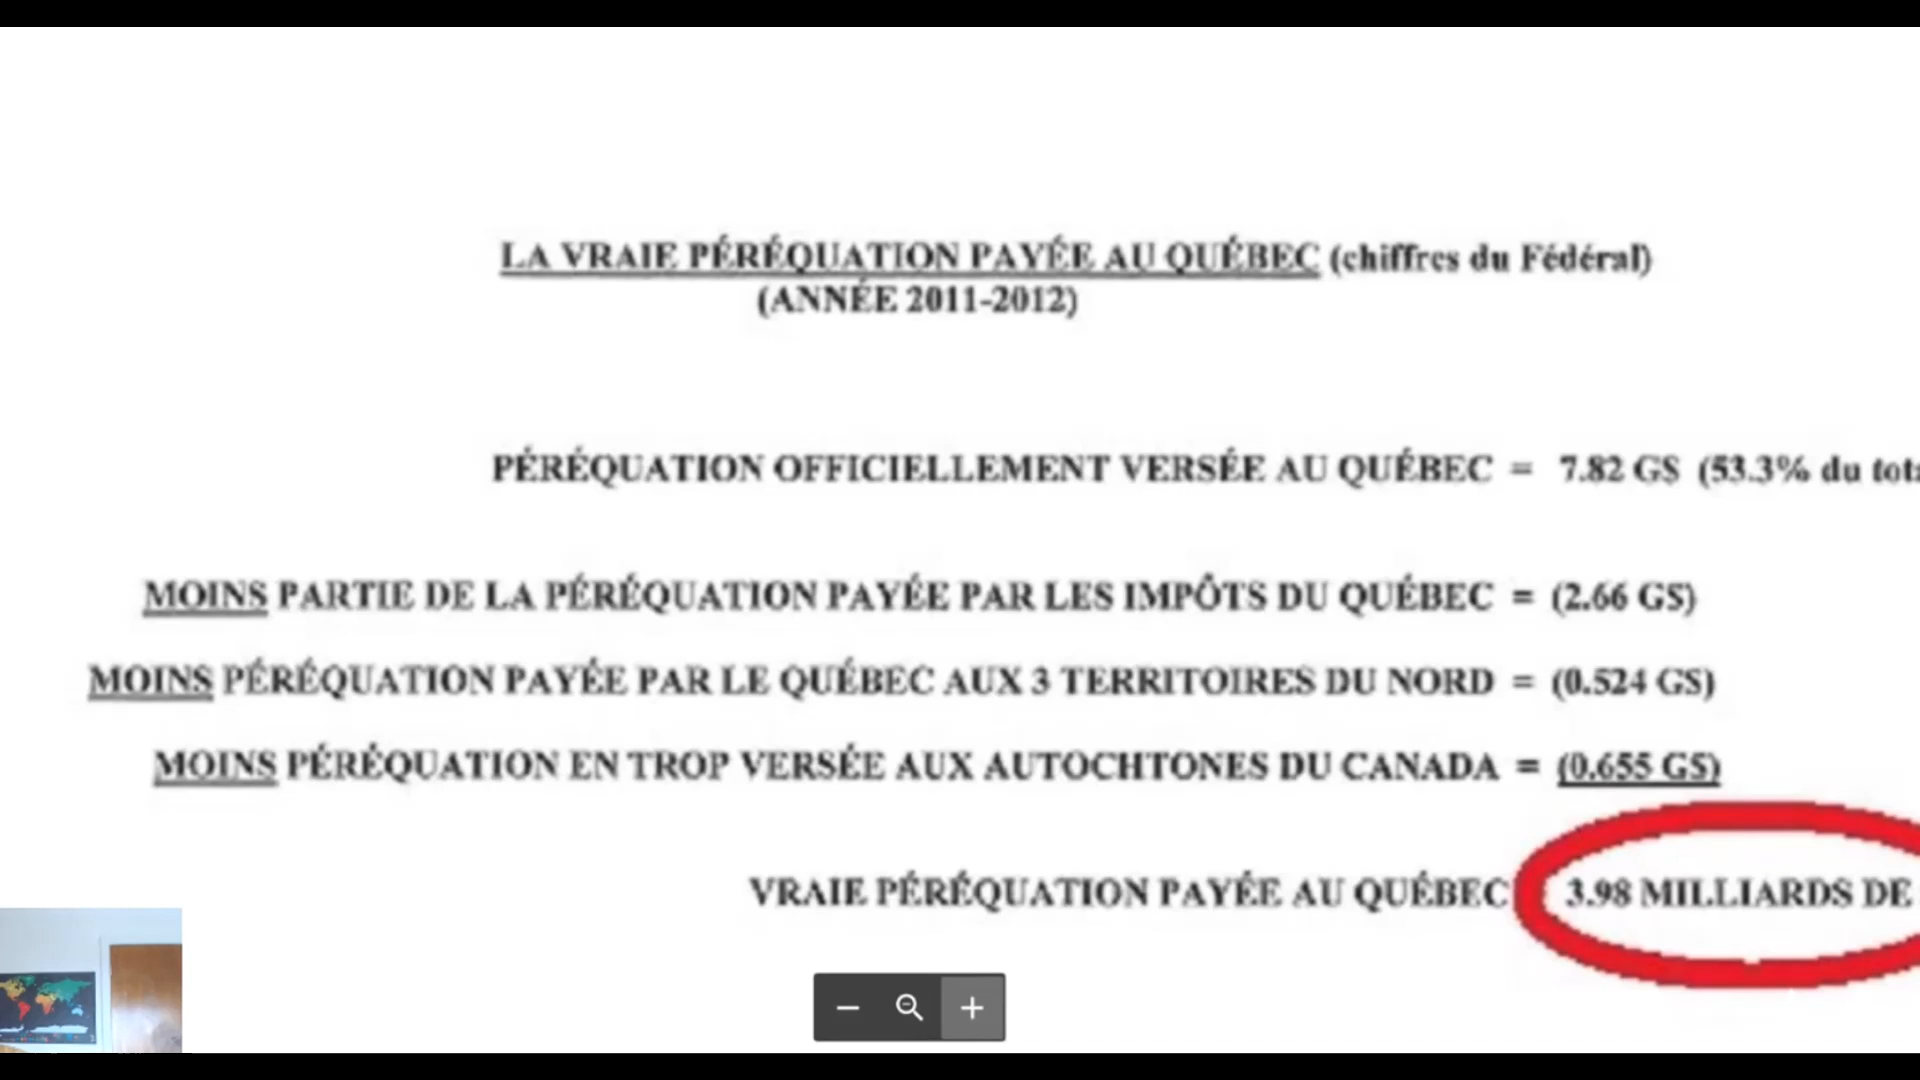 LA VRAIE PÉRÉQUATION PAYÉE AU QUÉBEC (chiffres du Fédéral)
(ANNÉE 2011-2012)
PÉRÉQUATION OFFICIELLEMENT VERSÉE AU QUÉBEC = 7.82 G$ (53.3% du
MOINS PARTIE DE LA PÉRÉQUATION PAYÉE PAR LES IMPÔTS DU QUÉBEC = (2.66 G$)
MOINS PÉRÉQUATION PAYÉE PAR LE QUÉBEC AUX 3 TERRITOIRES DU NORD = (0.524 G$)
MOINS PÉRÉQUATION EN TROP VERSÉE AUX AUTOCHTONES DU CANADA = (0.655 G$)
VRAIE PÉRÉQUATION PAYÉE AU QUÉBEC 3.98 MILLIARDS DE